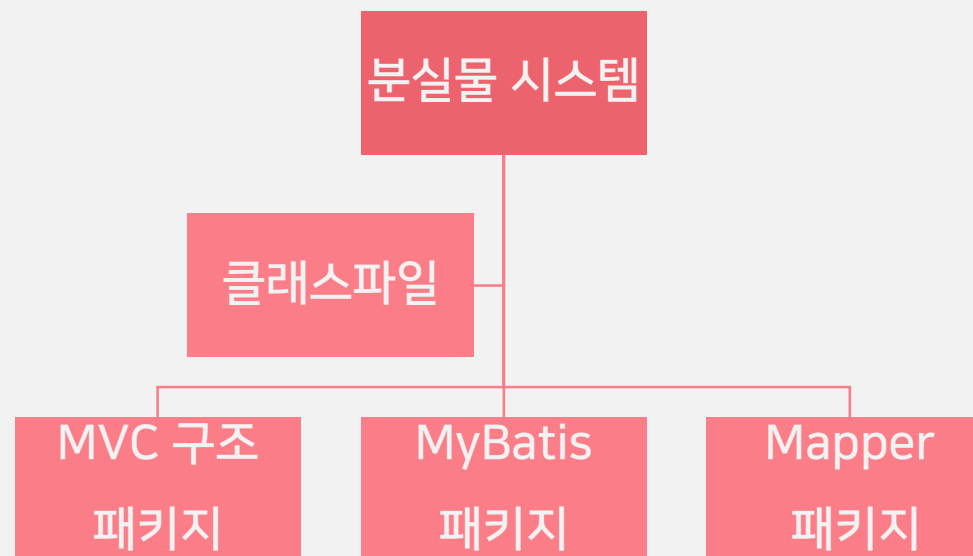 분실물 시스템
클래스파일
MVC 구조
패키지
MyBatis
패키지
Mapper
패키지